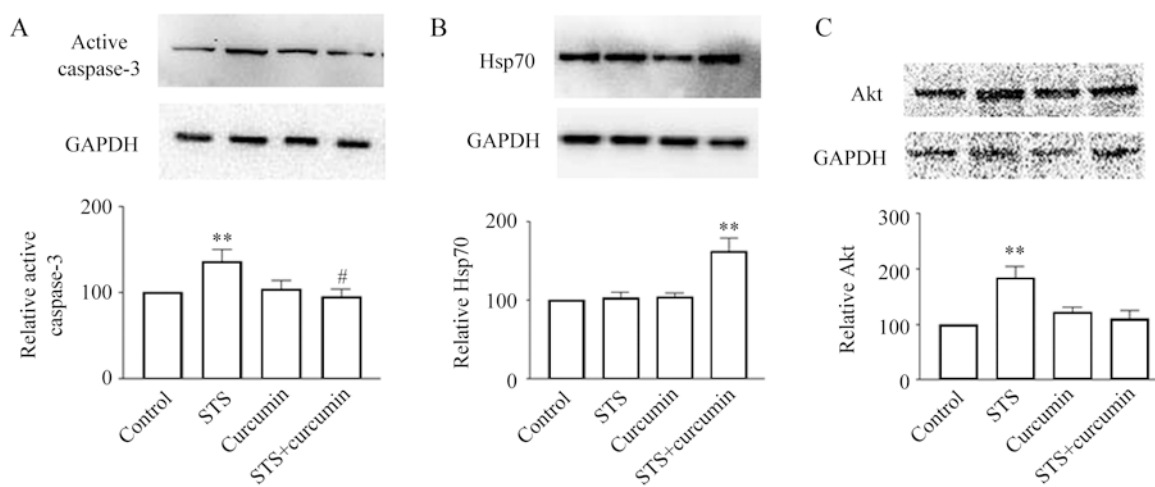 A
Active
caspase-3
GAPDH
Relative active
caspase-3
200
100
0
**
#
Control
STS
Curcumin
STS+curcumin
B
Hsp70
GAPDH
Relative Hsp70
200
100
0
**
Control
STS
Curcumin
STS+curcumin
C
Akt
GAPDH
Relative Akt
300
200
100
0
**
Control
STS
Curcumin
STS+curcumin